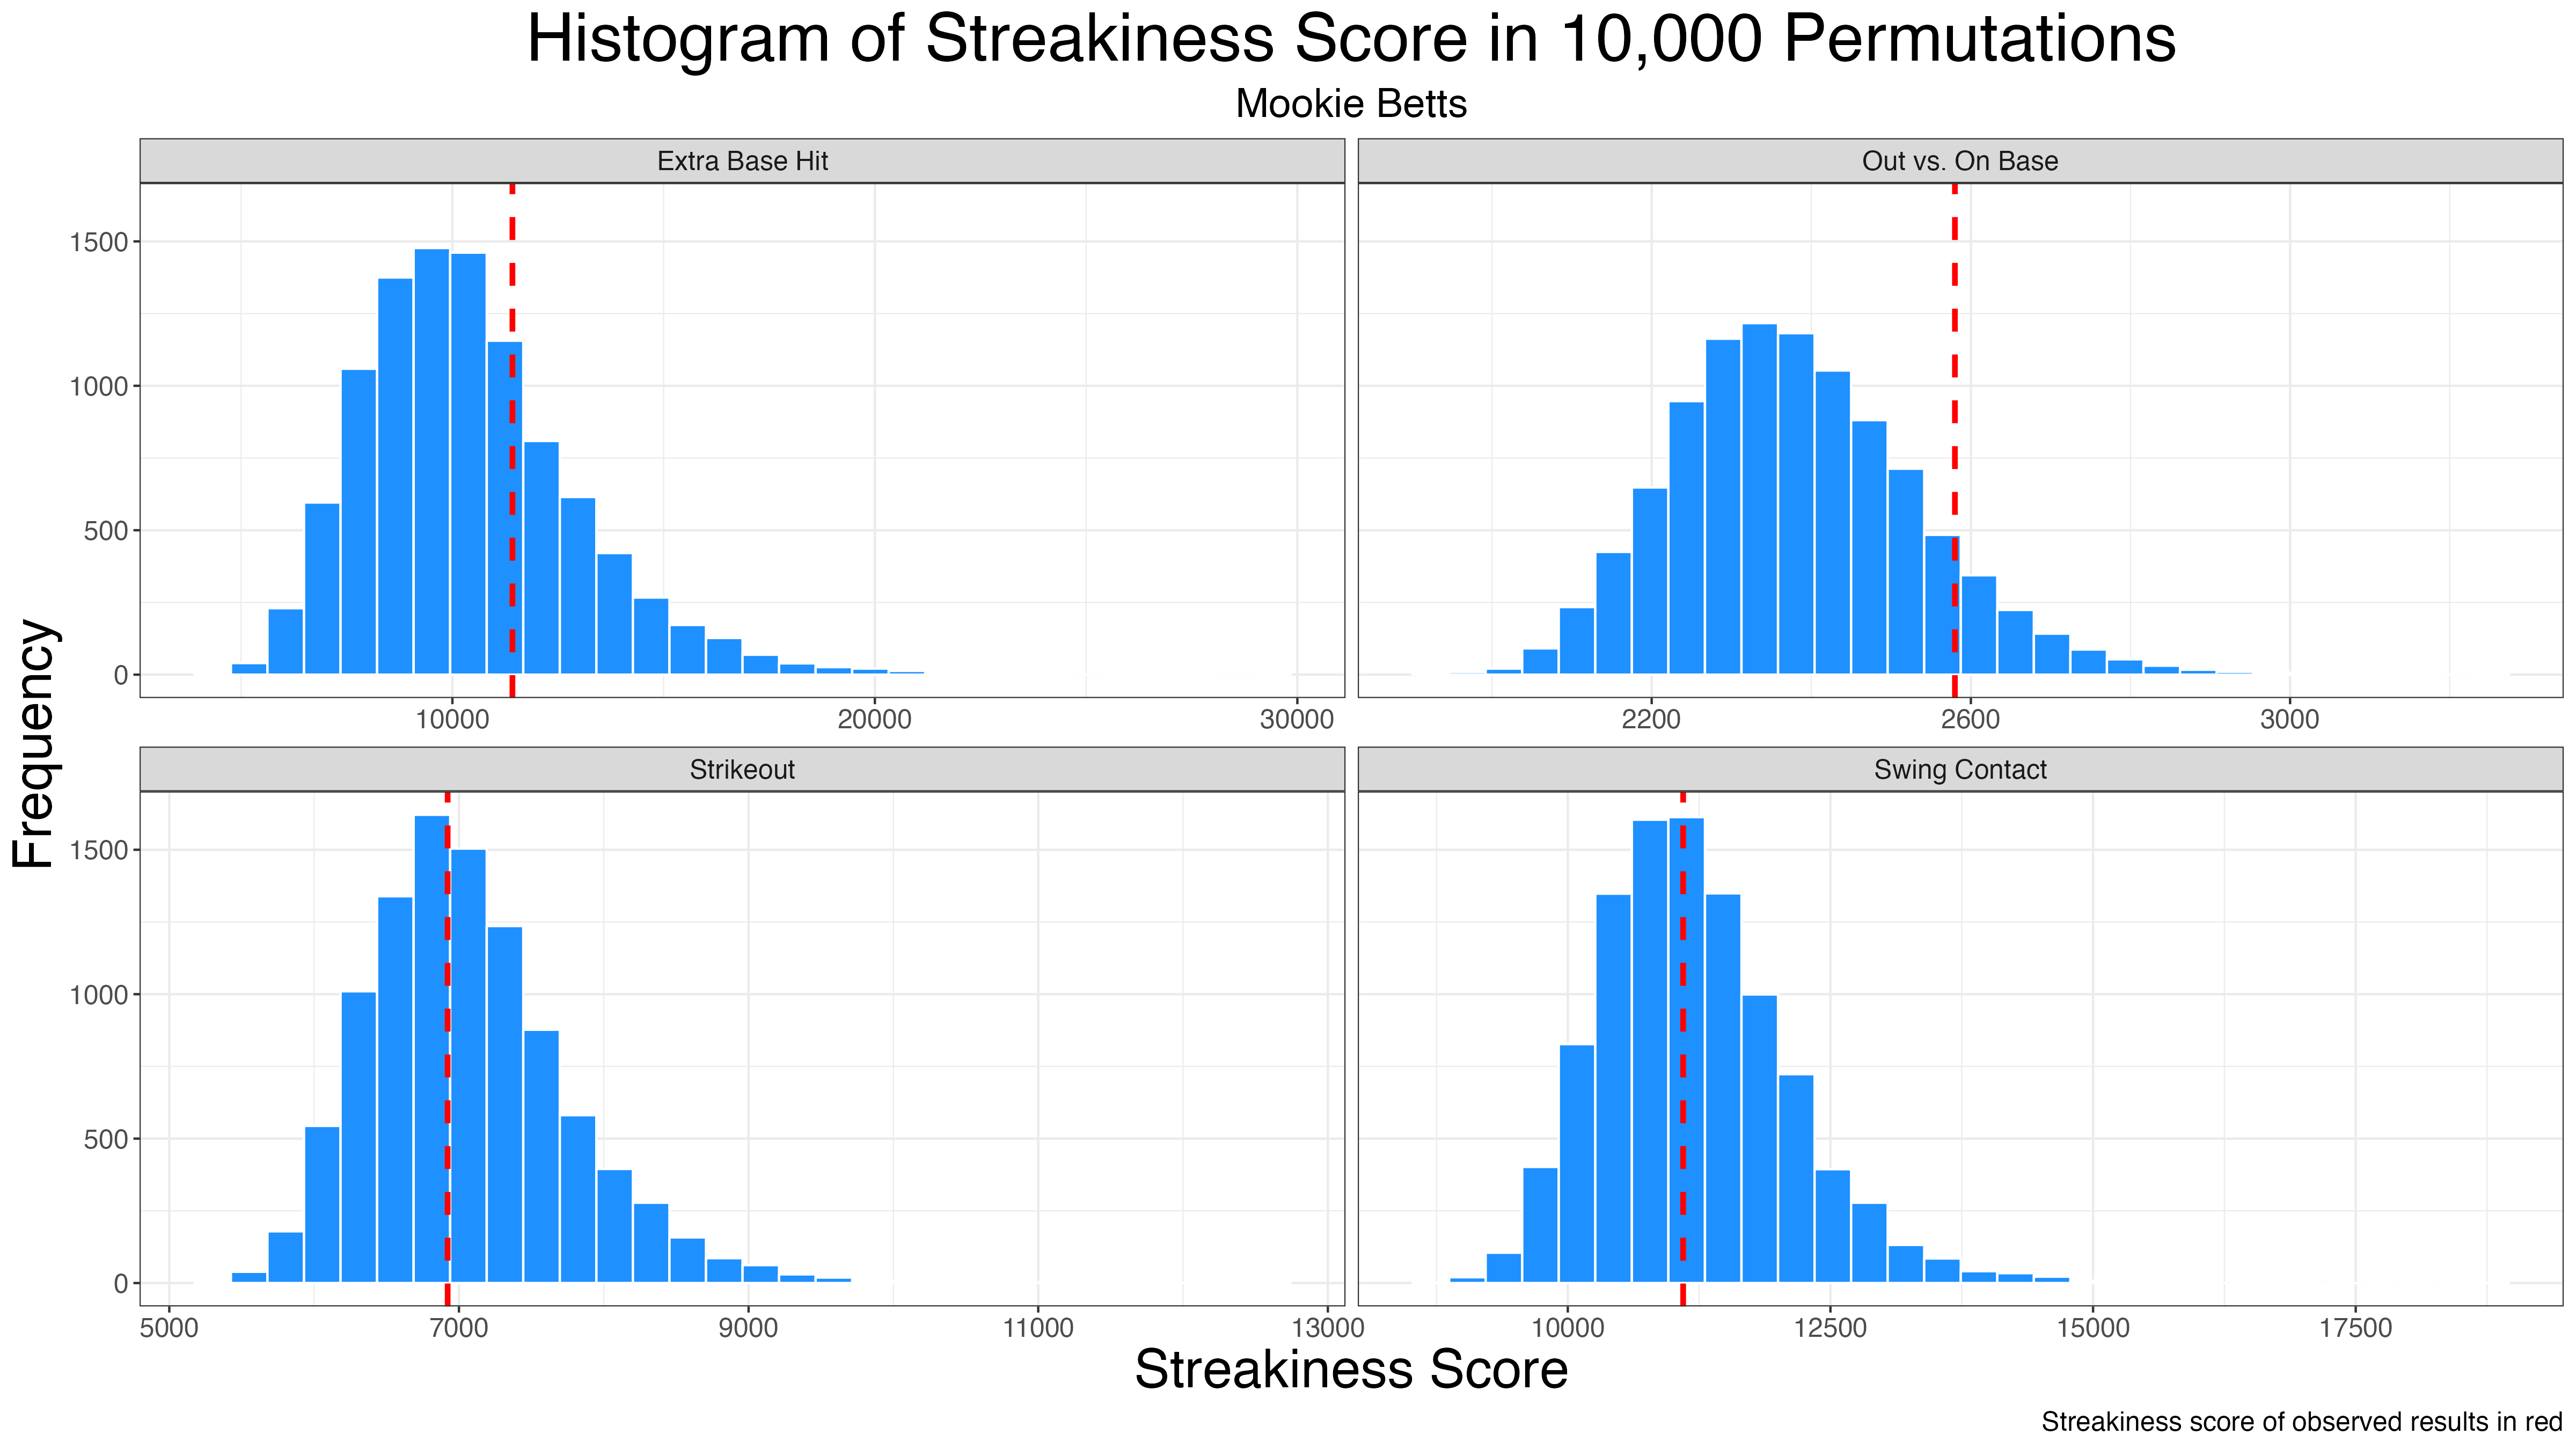 Histogram of Streakiness Score in 10,000 Permutations
Mookie Betts
Extra Base Hit
Out vs. On Base
1500
1000
500
0
10000 20000 30000
2200 2600 3000
Strikeout
Swing Contact
1500
1000
500
0
5000 7000 9000 11000 13000
10000 12500 15000 17500
Frequency
Streakiness Score
Streakiness score of observed results in red